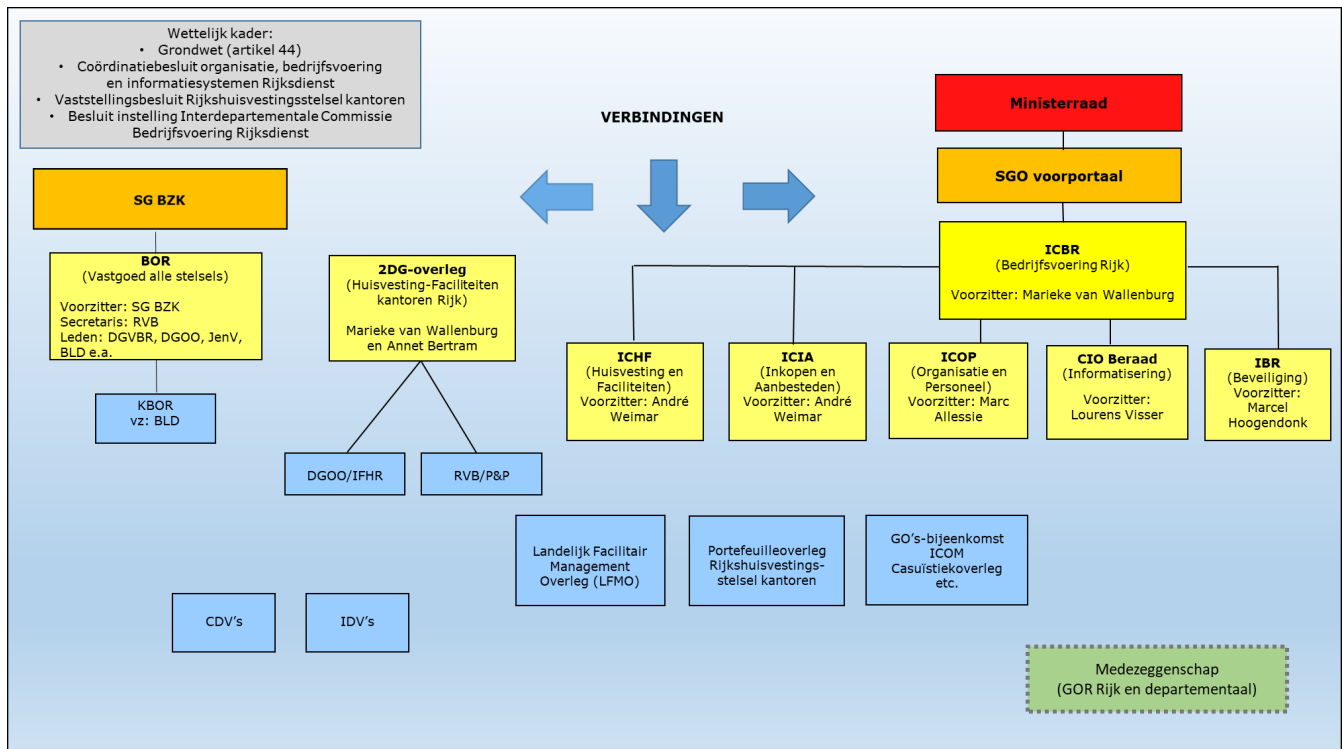 Wettelijk kader:
• Grondwet (artikel 44)
• Coördinatiebesluit organisatie, bedrijfsvoering
en informatiesystemen Rijksdienst
• Vaststellingsbesluit Rijkshuisvestingsstelsel kantoren
• Besluit instelling Interdepartementale Commissie
Bedrijfsvoering Rijksdienst
VERBINDINGEN
Ministerraad
SGO voorportaal
SG BZK
BOR
(Vastgoed alle stelsels)
Voorzitter: SG BZK
Secretaris: RVB
Leden: DGVBR, DGOO, JenV,
BLD e.a.
KBOR
vz: BLD
2DG-overleg
(Huisvesting-Faciliteiten
kantoren Rijk)
Marieke van Wallenburg
en Annet Bertram
DGOO/IFHR
RVB/P&P
ICBR
(Bedrijfsvoering Rijk)
Voorzitter: Marieke van Wallenburg
ICHF
(Huisvesting en
Faciliteiten)
Voorzitter: André
Weimar
ICIA
(Inkopen en
Aanbesteden)
Voorzitter: André
Weimar
ICOP
(Organisatie en
Personeel)
Voorzitter: Marc
Allessie
CIO Beraad
(Informatisering)
Voorzitter:
Lourens Visser
IBR
(Beveiliging)
Voorzitter:
Marcel
Hoogendonk
Landelijk Facilitair
Management
Overleg (LFMO)
Portefeuilleoverleg
Rijkshuisvestings-
stelsel kantoren
GO's-bijeenkomst
ICOM
Casuïstiekoverleg
etc.
CDV's
IDV's
Medezeggenschap
(GOR Rijk en departementaal)